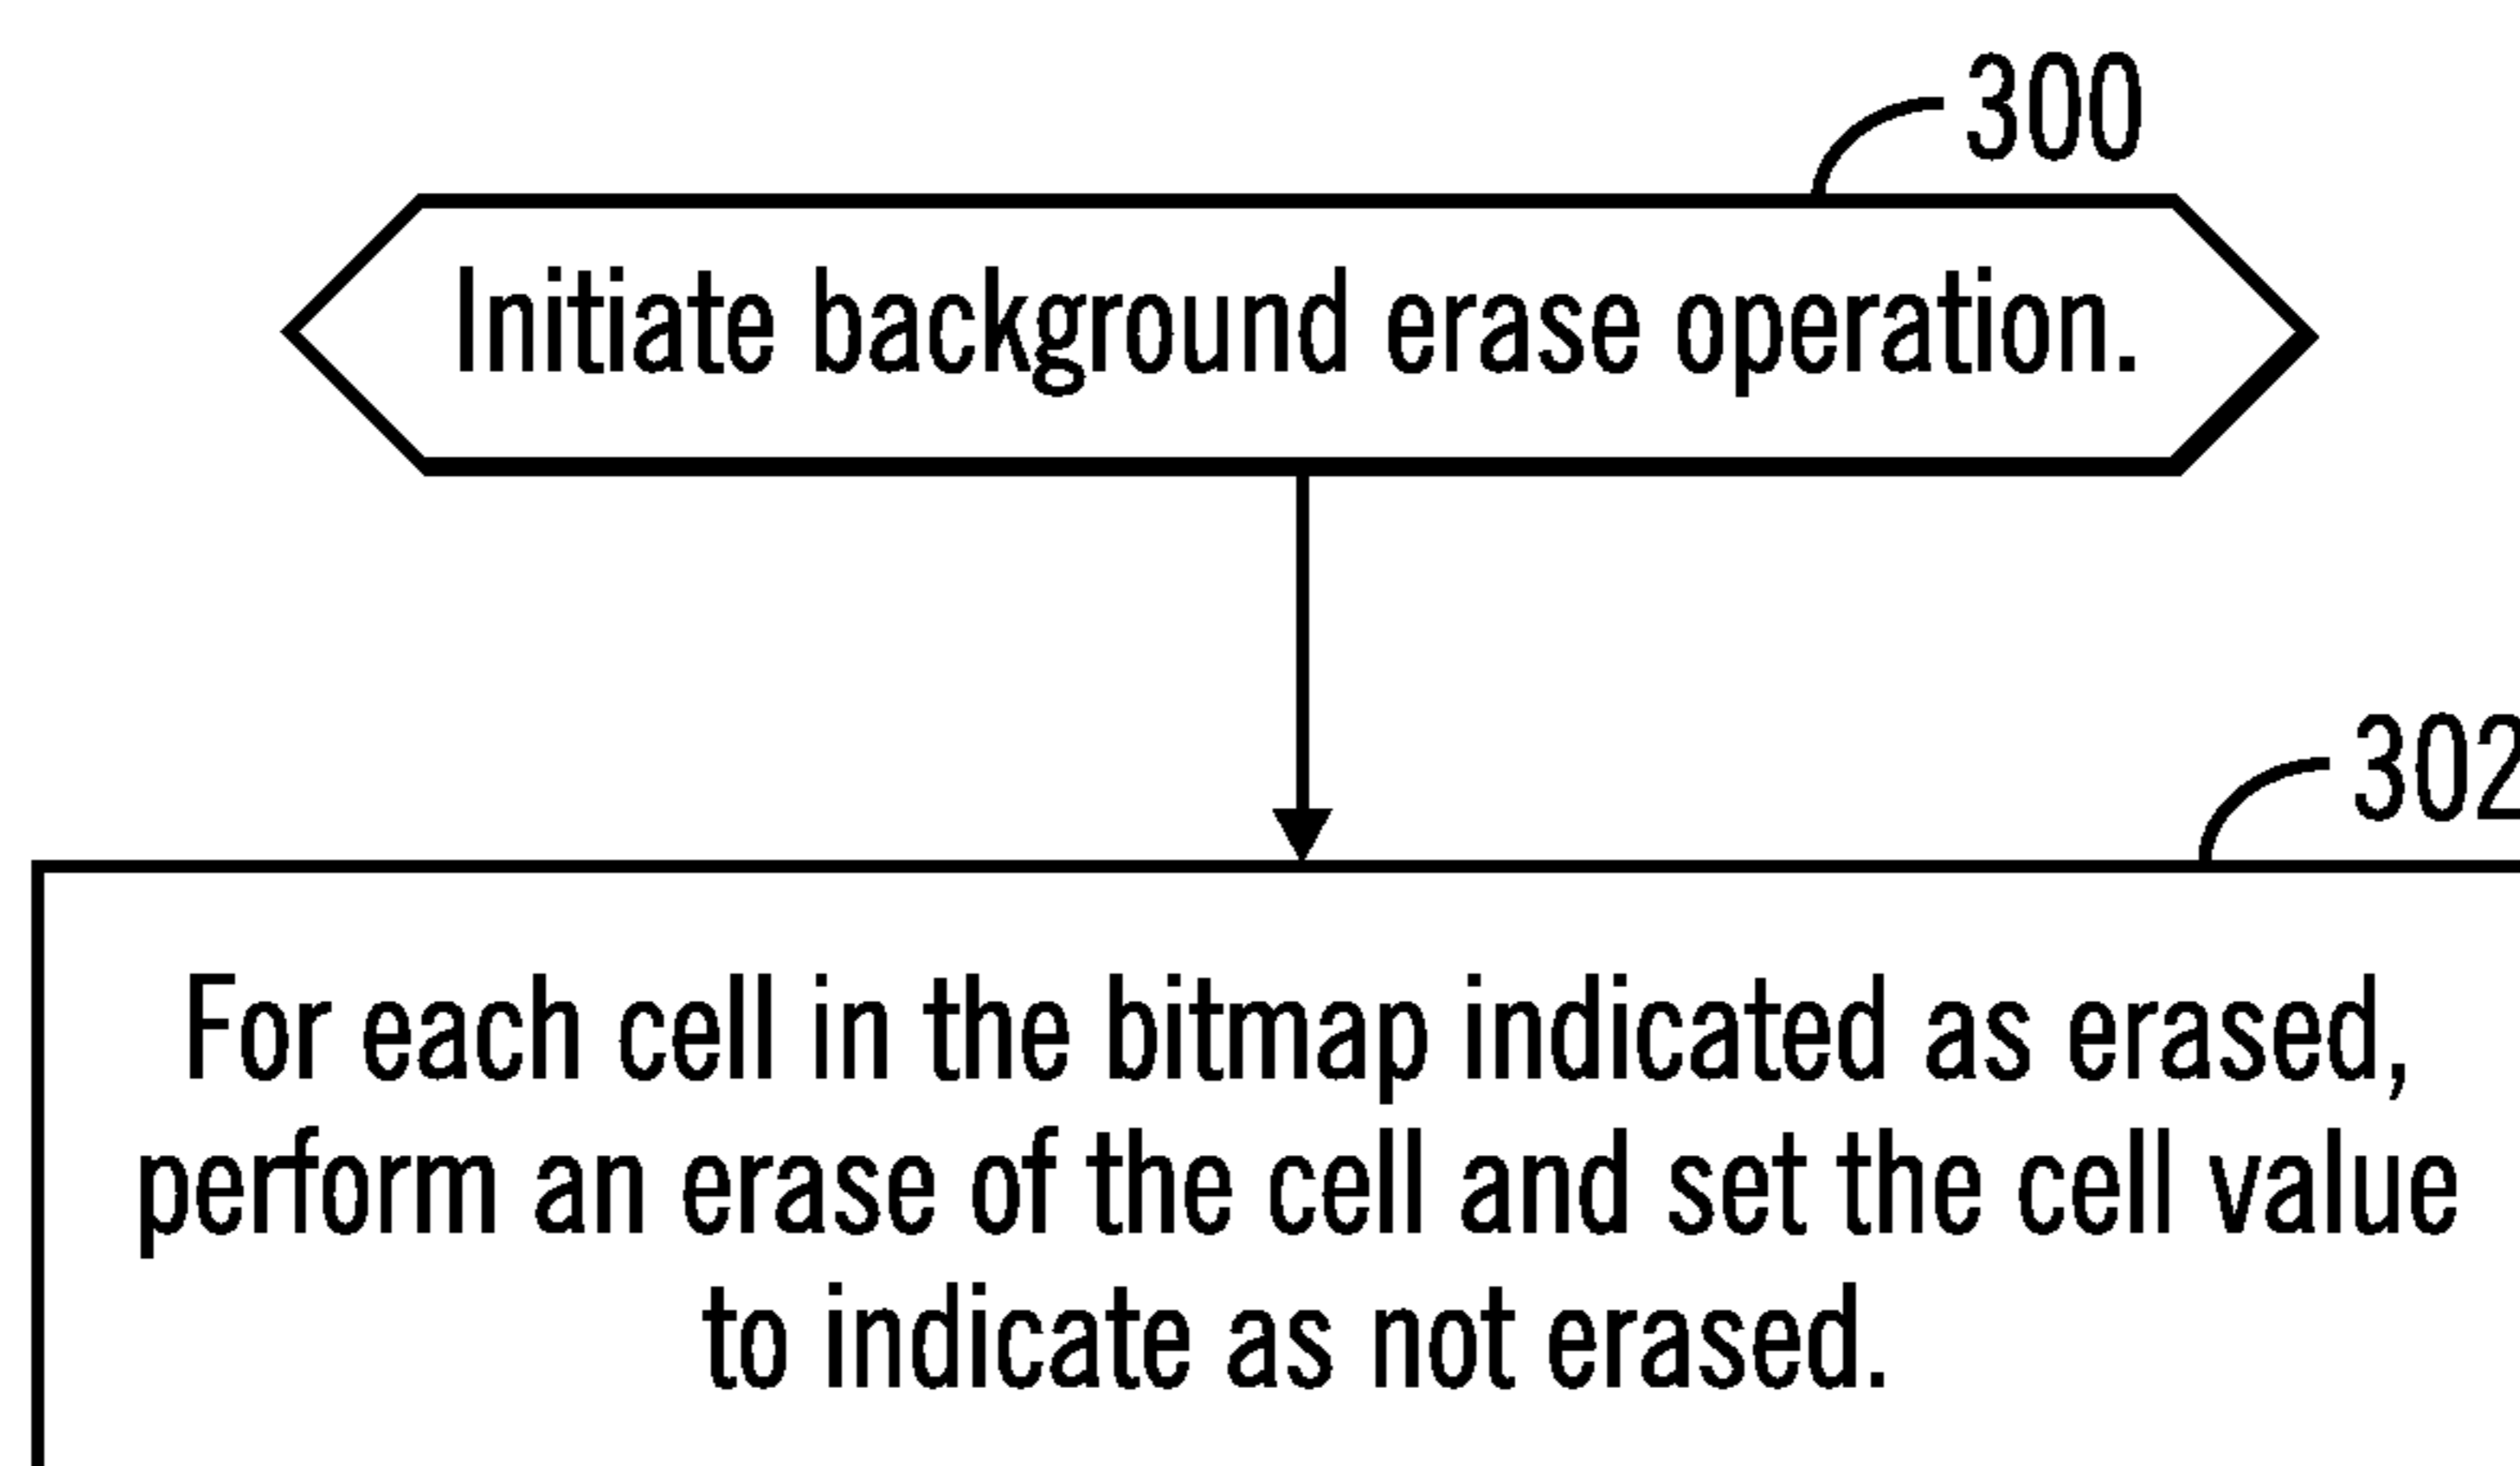 300
Initiate background erase operation.
302
For each cell in the bitmap indicated as erased,
perform an erase of the cell and set the cell value
to indicate as not erased.